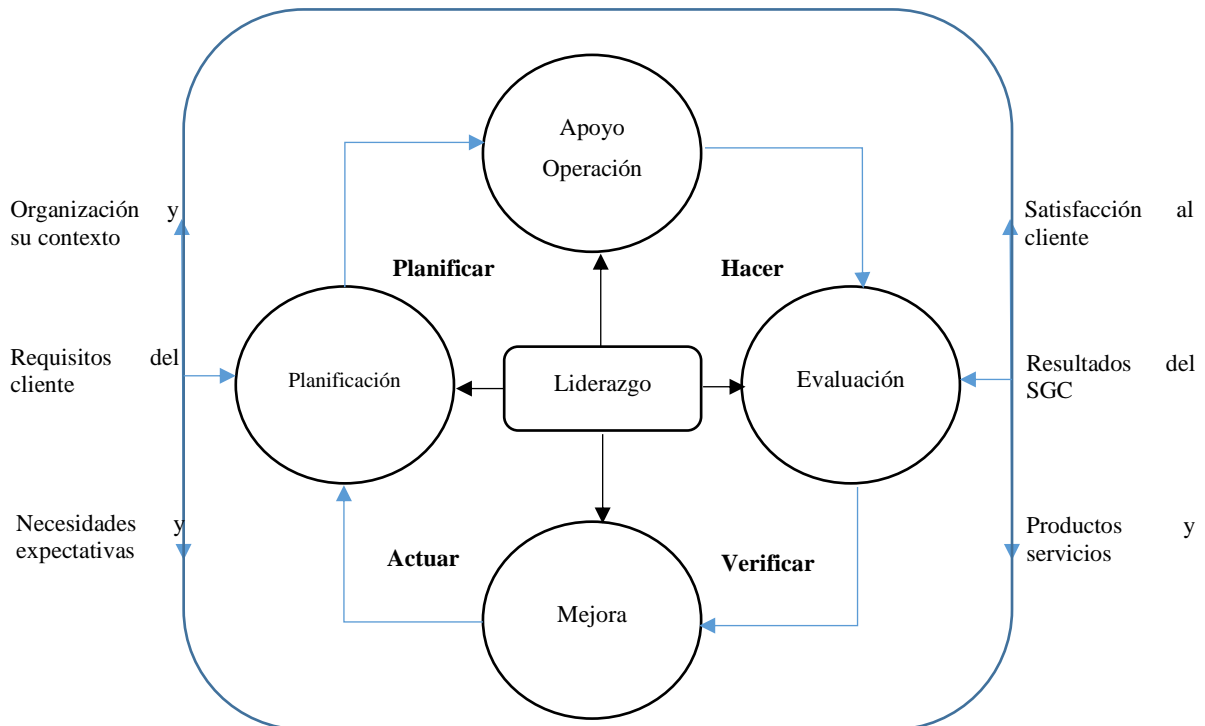 Apoyo
Operación
Organización y
su contexto
Satisfacción al
cliente
Planificar
Hacer
Requisitos del
cliente
Planificación
Liderazgo
Evaluación
Resultados del
SGC
Necesidades y
expectativas
Actuar
Verificar
Productos y
servicios
Mejora